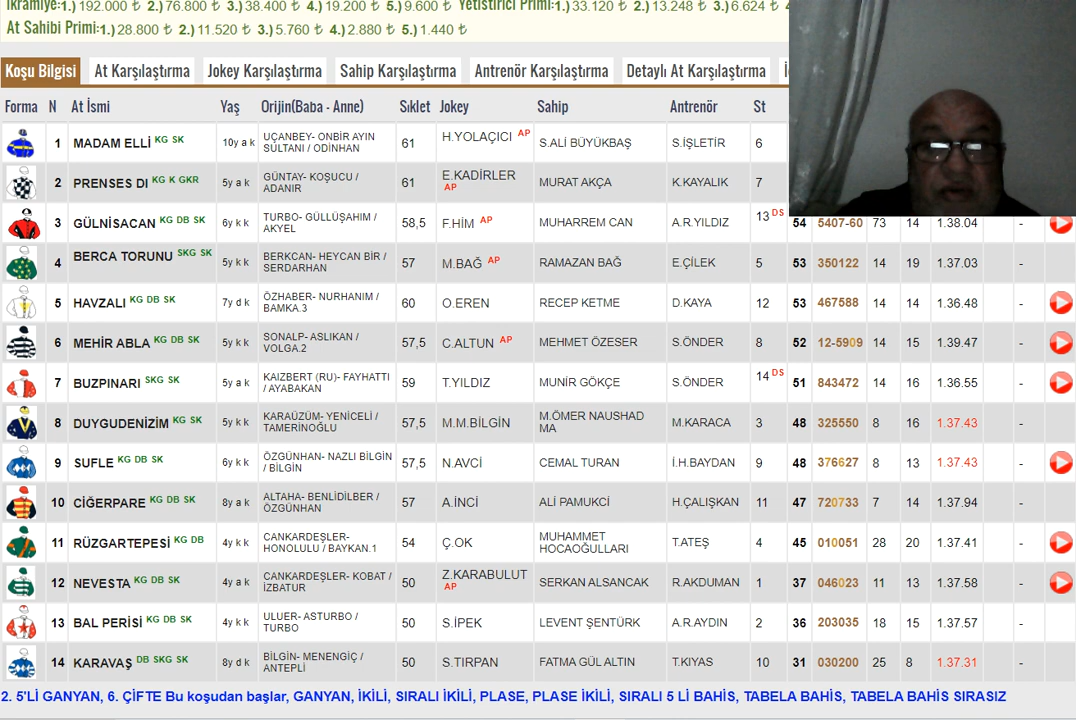 İkramiye:1.) 192.000 ₺ 2.) 76.800 ₺ 3.) 38.400 ₺ 4.) 19.200 ₺ 5.) 9.600 ₺ Yetiştirici Primi:1.) 33.120 ₺ 2.) 13.248 ₺ 3.) 6.624 ₺ 4
At Sahibi Primi:1.) 28.800 ₺ 2.) 11.520 ₺ 3.) 5.760 ₺ 4.) 2.880 ₺ 5.) 1.440 ₺
Koşu Bilgisi At Karşılaştırma Jokey Karşılaştırma Sahip Karşılaştırma Antrenör Karşılaştırma Detaylı At Karşılaştırma
Forma N At İsmi Yaş Orijin(Baba - Anne) Sıklet Jokey Sahip Antrenör St
1 MADAM ELLİ KG SK 10y a k UÇANBEY- ONBİR AYIN SULTANI / ODİNHAN 61 H.YOLAÇICI AP S.ALİ BÜYÜKBAŞ S.İŞLETİR 6
2 PRENSES DI KG K GKR 5y a k GÜNTAY- KOŞUCU / ADANIR 61 E.KADİRLER AP MURAT AKÇA K.KAYALIK 7
3 GÜLNİSACAN KG DB SK 6y k k TURBO- GÜLLÜŞAHIM / AKYEL 58,5 F.HİM AP MUHARREM CAN A.R.YILDIZ 13 DS 54 5407-60 73 14 1.38.04 -
4 BERCA TORUNU SKG SK 5y k k BERKCAN- HEYCAN BİR / SERDARHAN 57 M.BAĞ AP RAMAZAN BAĞ E.ÇİLEK 5 53 350122 14 19 1.37.03 -
5 HAVZALI KG DB SK 7y d k ÖZHABER- NURHANIM / BAMKA.3 60 O.EREN RECEP KETME D.KAYA 12 53 467588 14 14 1.36.48 -
6 MEHİR ABLA KG DB SK 5y k k SONALP- ASLIKAN / VOLGA.2 57,5 C.ALTUN AP MEHMET ÖZESER S.ÖNDER 8 52 12-5909 14 15 1.39.47 -
7 BUZPINARI SKG SK 5y a k KAIZBERT (RU)- FAYHATTI / AYABAKAN 59 T.YILDIZ MUNİR GÖKÇE S.ÖNDER 14 DS 51 843472 14 16 1.36.55 -
8 DUYGUDENİZİM KG SK 5y k k KARAÜZÜM- YENİCELİ / TAMERİNOĞLU 57,5 M.M.BİLGİN M.ÖMER NAUSHAD MA M.KARACA 3 48 325550 8 16 1.37.43 -
9 SUFLE KG DB SK 6y k k ÖZGÜNHAN- NAZLI BİLGİN / BİLGİN 57,5 N.AVCİ CEMAL TURAN İ.H.BAYDAN 9 48 376627 8 13 1.37.43 -
10 CİĞERPARE KG DB SK 8y a k ALTAHA- BENLİDİLBER / ÖZGÜNHAN 57 A.İNCİ ALİ PAMUKCİ H.ÇALIŞKAN 11 47 720733 7 14 1.37.94 -
11 RÜZGARTEPESİ KG DB 4y k k CANKARDEŞLER- HONOLULU / BAYKAN.1 54 Ç.OK MUHAMMET HOCAOĞULLARI T.ATEŞ 4 45 010051 28 20 1.37.41 -
12 NEVESTA KG DB SK 4y a k CANKARDEŞLER- KOBAT / İZBATUR 50 Z.KARABULUT AP SERKAN ALSANCAK R.AKDUMAN 1 37 046023 11 13 1.37.58 -
13 BAL PERİSİ KG DB SK 4y k k ULUER- ASTURBO / TURBO 50 S.İPEK LEVENT ŞENTÜRK A.R.AYDIN 2 36 203035 18 15 1.37.57 -
14 KARAVAŞ DB SKG SK 8y d k BİLGİN- MENENGİÇ / ANTEPLİ 50 S.TIRPAN FATMA GÜL ALTIN T.KIYAS 10 31 030200 25 8 1.37.31 -
2. 5'Lİ GANYAN, 6. ÇİFTE Bu koşudan başlar, GANYAN, İKİLİ, SIRALI İKİLİ, PLASE, PLASE İKİLİ, SIRALI 5 Lİ BAHİS, TABELA BAHİS, TABELA BAHİS SIRASIZ